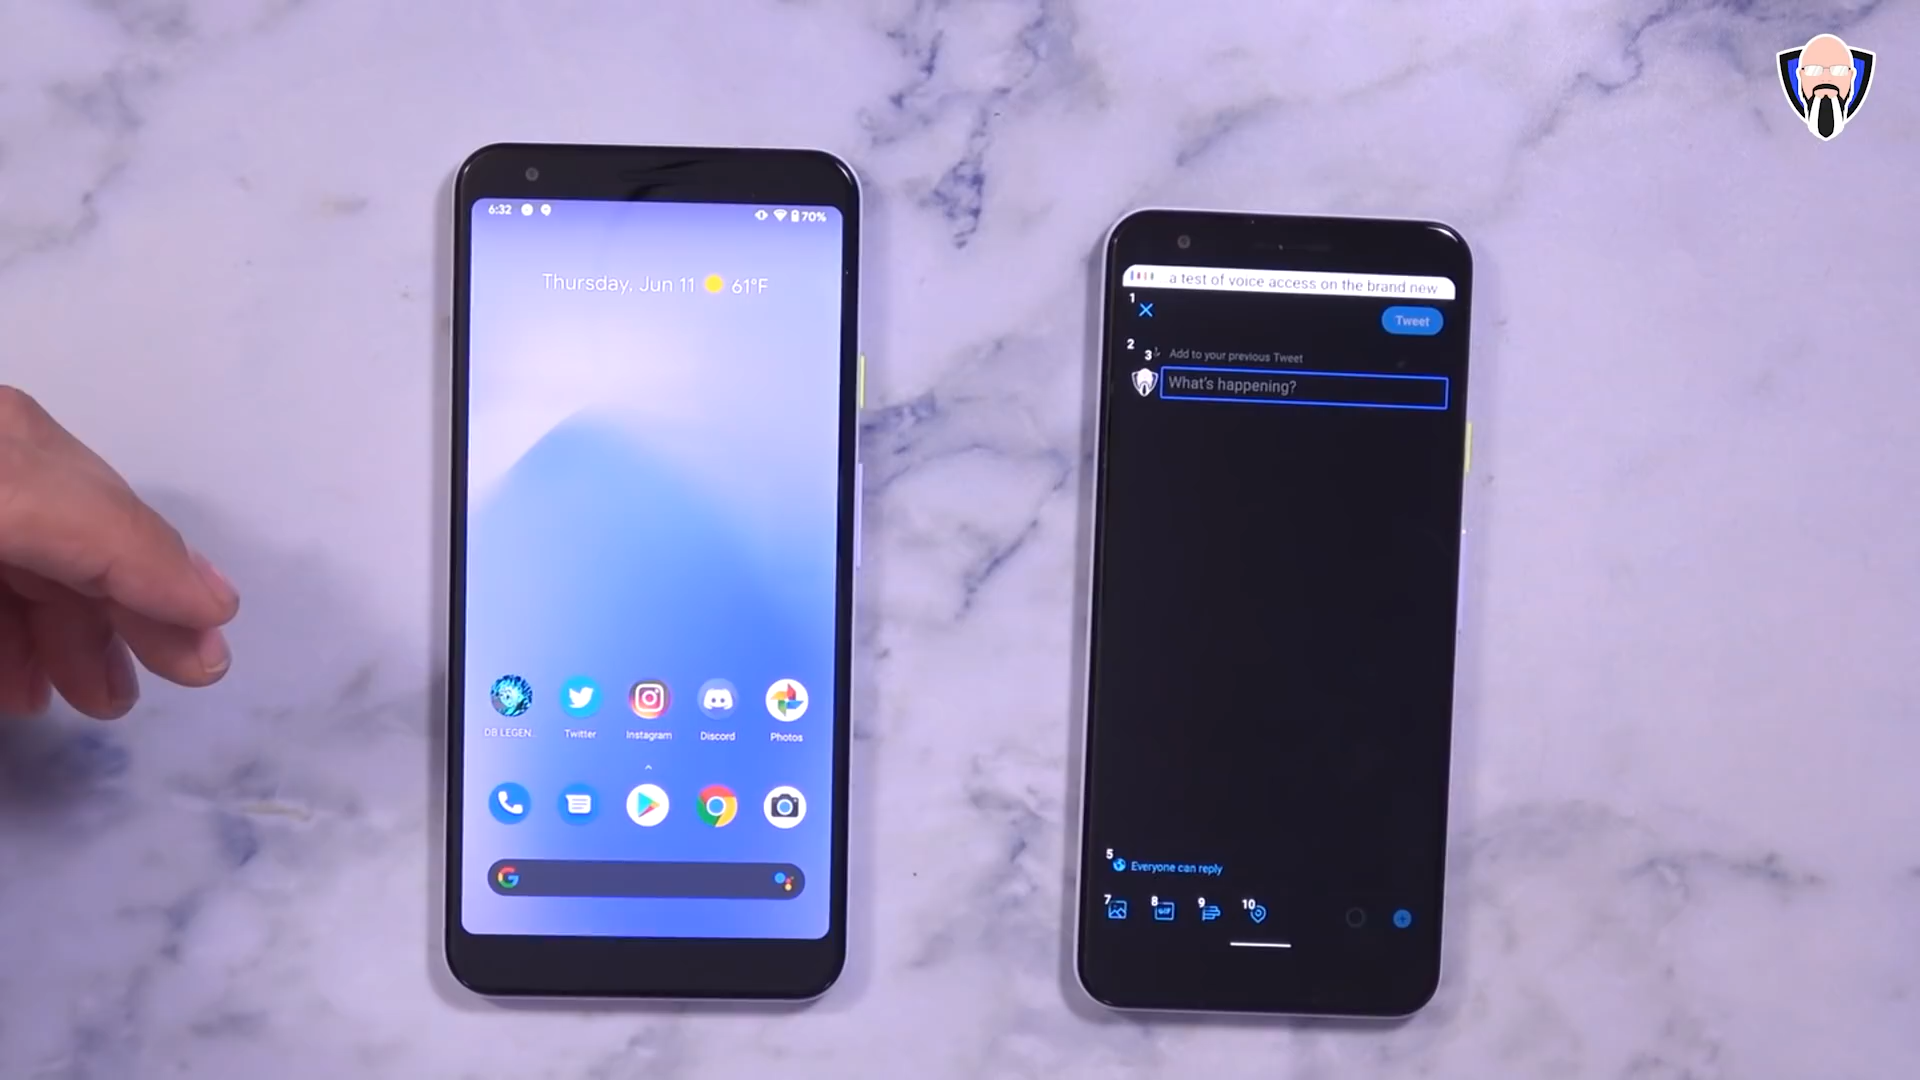 6:32
70%
Thursday, Jun 11 61°F
DB LEGEN..
Twitter
Instagram
Discord
Photos
a test of voice access on the brand new
1
Tweet
2
3
Add to your previous Tweet
What's happening?
5
Everyone can reply
7
8
GIF
9
10